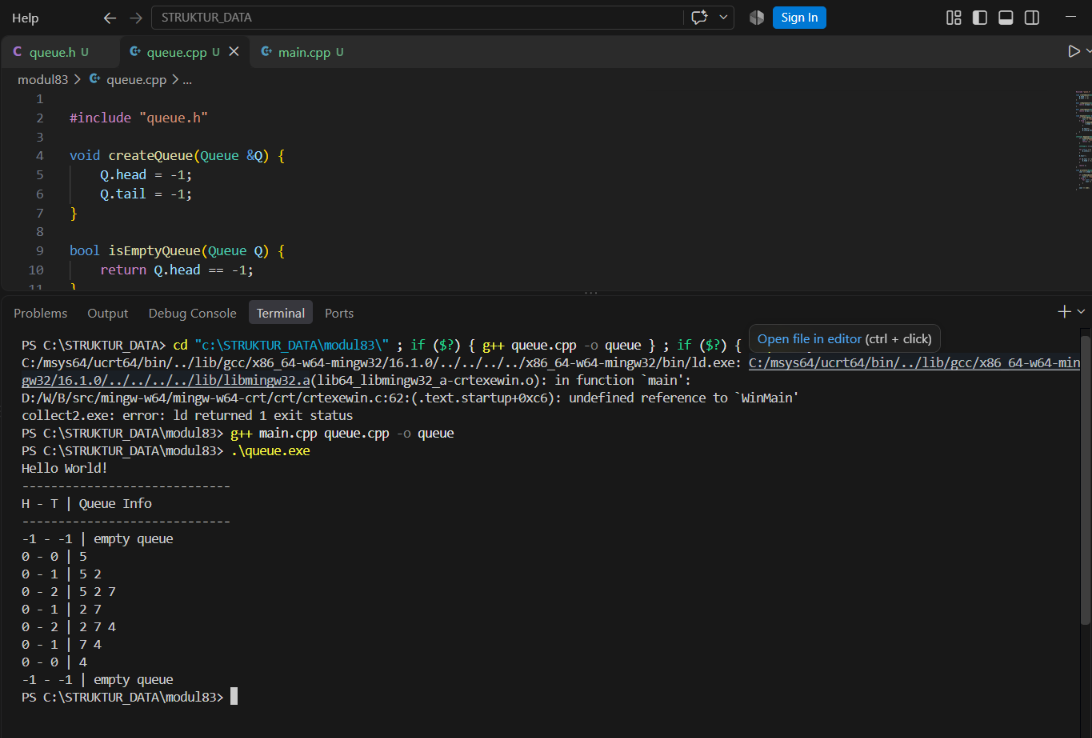 Help
STRUKTUR_DATA
Sign In
queue.h U
queue.cpp U
main.cpp U
modul83 > queue.cpp > ...
1
2 #include "queue.h"
3
4 void createQueue(Queue &Q) {
5 Q.head = -1;
6 Q.tail = -1;
7 }
8
9 bool isEmptyQueue(Queue Q) {
10 return Q.head == -1;
11 }
Problems
Output
Debug Console
Terminal
Ports
Open file in editor (ctrl + click)
PS C:\STRUKTUR_DATA> cd "c:\STRUKTUR_DATA\modul83\" ; if ($?) { g++ queue.cpp -o queue } ; if ($?) {
C:/msys64/ucrt64/bin/../lib/gcc/x86_64-w64-mingw32/16.1.0/../../../../x86_64-w64-mingw32/bin/ld.exe: C:/msys64/ucrt64/bin/../lib/gcc/x86_64-w64-min
gw32/16.1.0/../../../../lib/libmingw32.a(lib64_libmingw32_a-crtexewin.o): in function `main':
D:/W/B/src/mingw-w64/mingw-w64-crt/crt/crtexewin.c:62:(.text.startup+0xc6): undefined reference to `WinMain'
collect2.exe: error: ld returned 1 exit status
PS C:\STRUKTUR_DATA\modul83> g++ main.cpp queue.cpp -o queue
PS C:\STRUKTUR_DATA\modul83> .\queue.exe
Hello World!
-----------------------------
H - T | Queue Info
-----------------------------
-1 - -1 | empty queue
0 - 0 | 5
0 - 1 | 5 2
0 - 2 | 5 2 7
0 - 1 | 2 7
0 - 2 | 2 7 4
0 - 1 | 7 4
0 - 0 | 4
-1 - -1 | empty queue
PS C:\STRUKTUR_DATA\modul83>